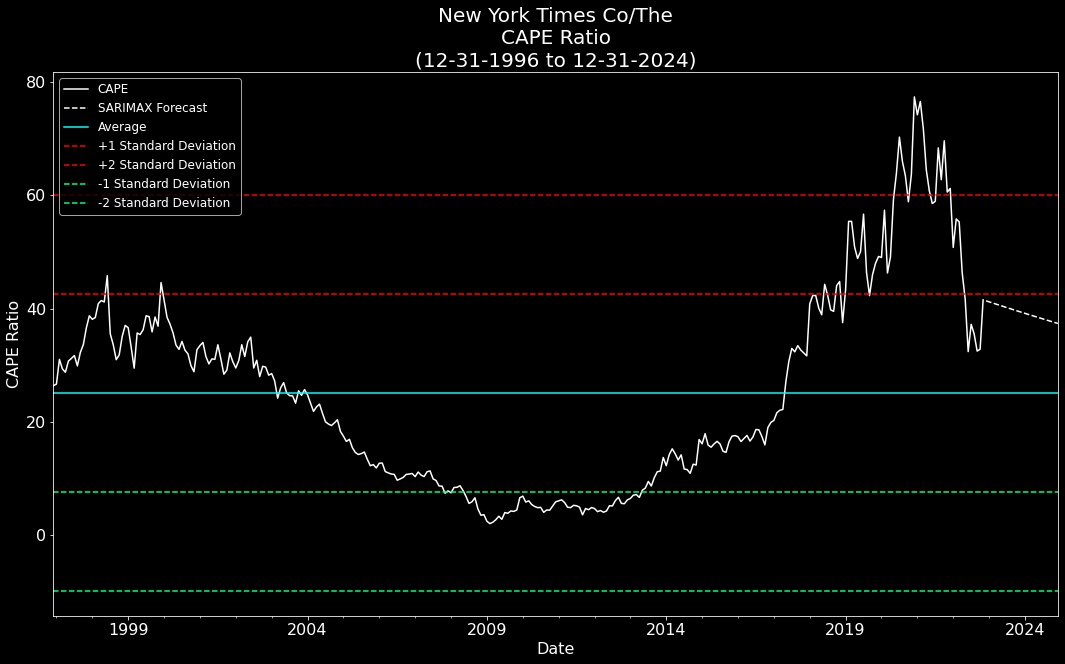 New York Times Co/The
CAPE Ratio
(12-31-1996 to 12-31-2024)
CAPE
SARIMAX Forecast
Average
+1 Standard Deviation
+2 Standard Deviation
-1 Standard Deviation
-2 Standard Deviation
CAPE Ratio
80
60
40
20
0
1999 2004 2009 2014 2019 2024
Date